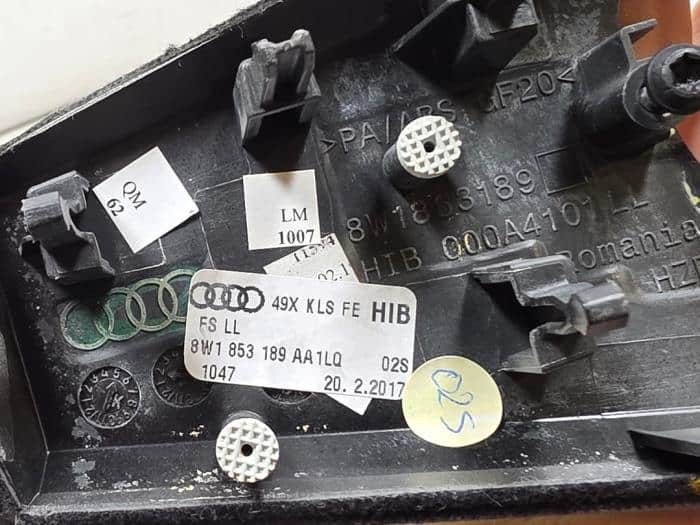 >PA/ABS GF20<
8W1853189
HIB 000A4101 LL
Romania
QM
62
LM
1007
49X KLS FE HIB
FS LL
8W1 853 189 AA1LQ 02S
1047 20. 2.2017
02S